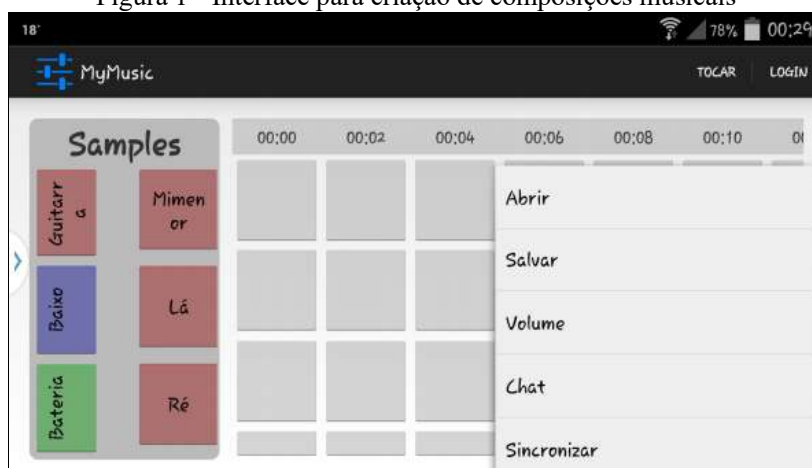 Figura 1 - Interface para criação de composições musicais
18°
78% 00:29
MyMusic
TOCAR
LOGIN
Samples
00:00 00:02 00:04 00:06 00:08 00:10
Guitarr
a
Mimen
or
Baixo
Lá
Bateria
Ré
Abrir
Salvar
Volume
Chat
Sincronizar